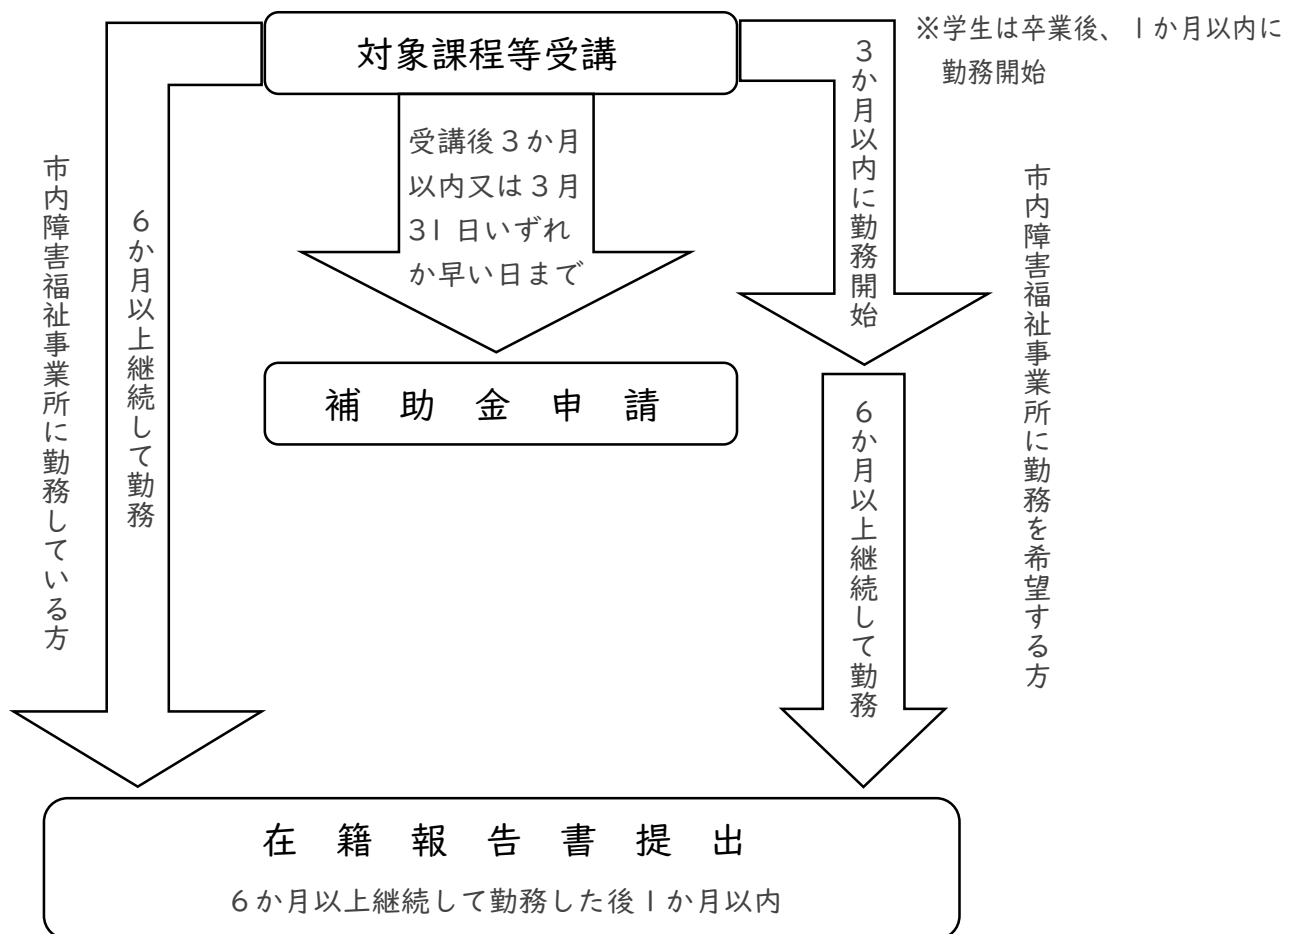 対象課程等受講
※学生は卒業後、1か月以内に
勤務開始
市内障害福祉事業所に勤務している方
6か月以上継続して勤務
受講後3か月
以内又は3月
31日いずれ
か早い日まで
3か月以内に勤務開始
市内障害福祉事業所に勤務を希望する方
補助金申請
6か月以上継続して勤務
在籍報告書提出
6か月以上継続して勤務した後1か月以内